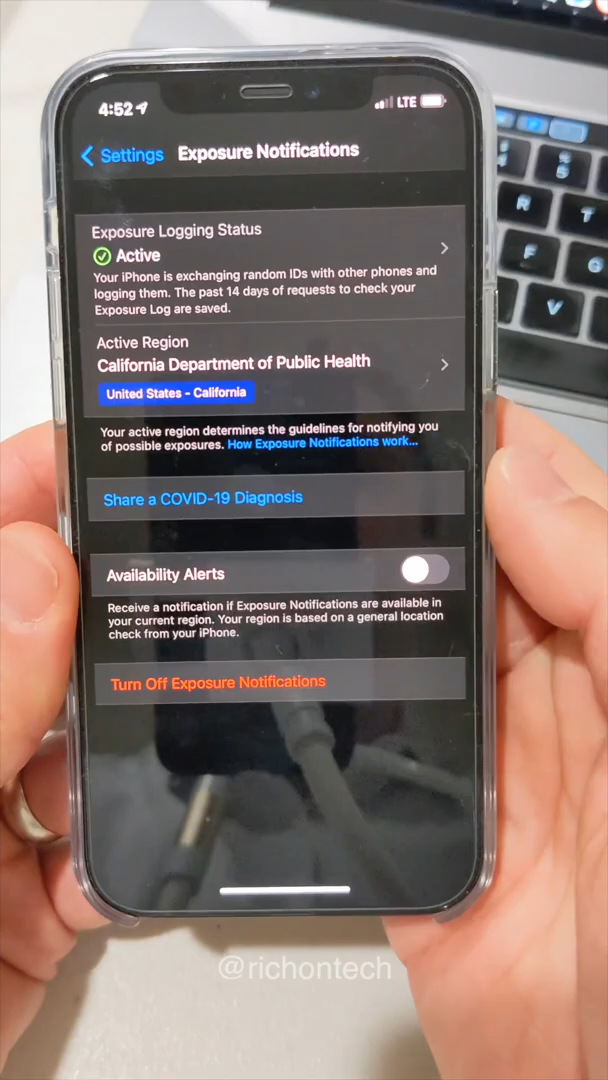 4:52
LTE
Settings
Exposure Notifications
Exposure Logging Status
Active
Your iPhone is exchanging random IDs with other phones and
logging them. The past 14 days of requests to check your
Exposure Log are saved.
Active Region
California Department of Public Health
United States - California
Your active region determines the guidelines for notifying you
of possible exposures. How Exposure Notifications work...
Share a COVID-19 Diagnosis
Availability Alerts
Receive a notification if Exposure Notifications are available in
your current region. Your region is based on a general location
check from your iPhone.
Turn Off Exposure Notifications
R
T
F
G
V
@richontech